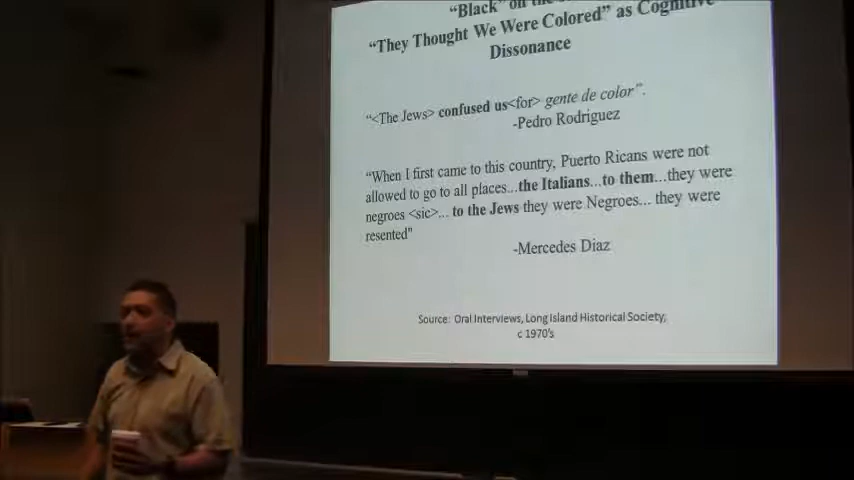 “Black” on the
“They Thought We Were Colored” as Cognitive
Dissonance
“<The Jews> confused us<for> gente de color”.
-Pedro Rodriguez
“When I first came to this country, Puerto Ricans were not
allowed to go to all places...the Italians...to them...they were
negroes <sic>... to the Jews they were Negroes... they were
resented”
-Mercedes Diaz
Source: Oral Interviews, Long Island Historical Society,
c 1970’s